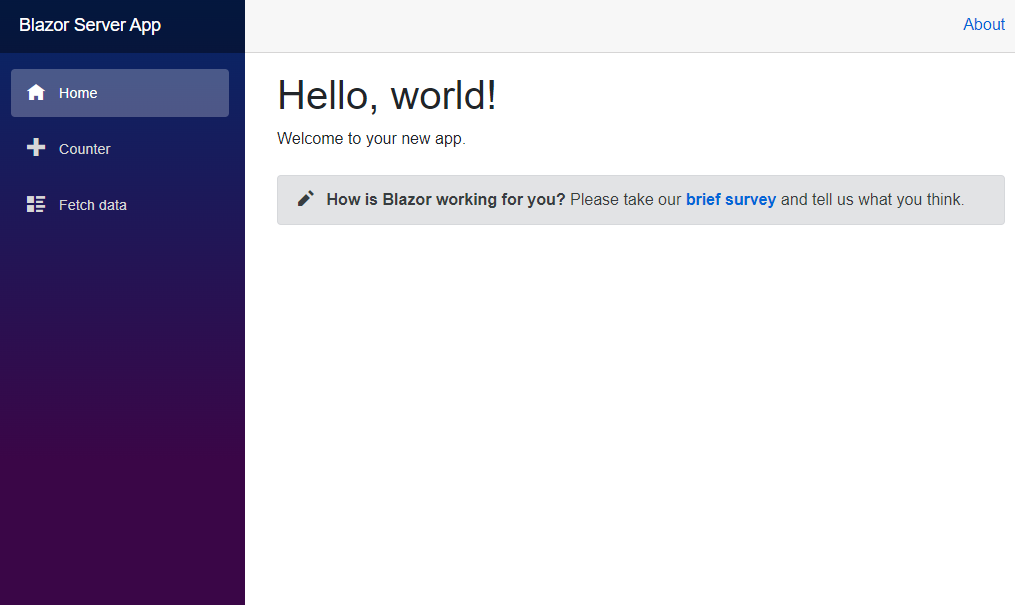 Blazor Server App
About
Home
Counter
Fetch data
Hello, world!
Welcome to your new app.
How is Blazor working for you? Please take our brief survey and tell us what you think.